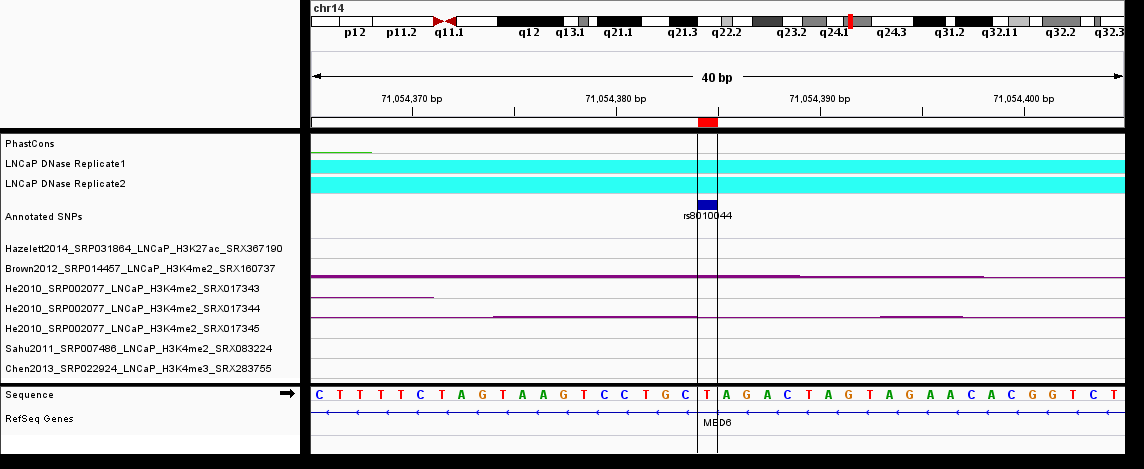 chr14
p12 p11.2 q11.1 q12 q13.1 q21.1 q21.3 q22.2 q23.2 q24.1 q24.3 q31.2 q32.11 q32.2 q32.3
40 bp
71,054,370 bp 71,054,380 bp 71,054,390 bp 71,054,400 bp
PhastCons
LNCaP DNase Replicate1
LNCaP DNase Replicate2
Annotated SNPs
rs8010044
Hazelett2014_SRP031864_LNCaP_H3K27ac_SRX367190
Brown2012_SRP014457_LNCaP_H3K4me2_SRX160737
He2010_SRP002077_LNCaP_H3K4me2_SRX017343
He2010_SRP002077_LNCaP_H3K4me2_SRX017344
He2010_SRP002077_LNCaP_H3K4me2_SRX017345
Sahu2011_SRP007486_LNCaP_H3K4me2_SRX083224
Chen2013_SRP022924_LNCaP_H3K4me3_SRX283755
Sequence C T T T T C T A G T A A G T C C T G C T A G A C T A G T A G A A C A C G G T C T
RefSeq Genes
MED6